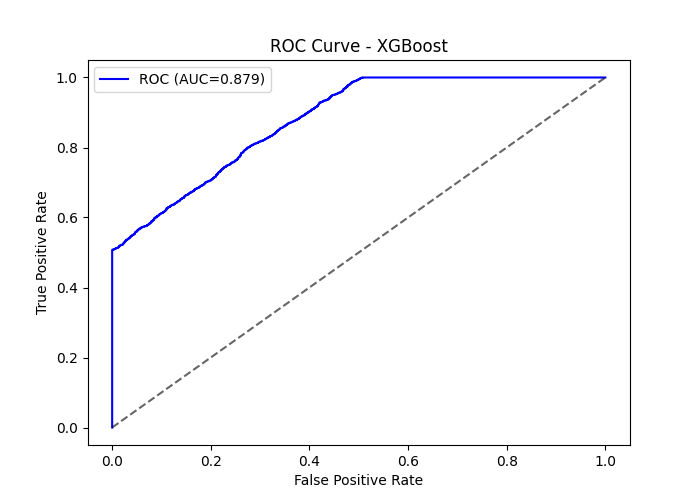 ROC Curve - XGBoost
ROC (AUC=0.879)
1.0
0.8
0.6
0.4
0.2
0.0
True Positive Rate
0.0 0.2 0.4 0.6 0.8 1.0
False Positive Rate